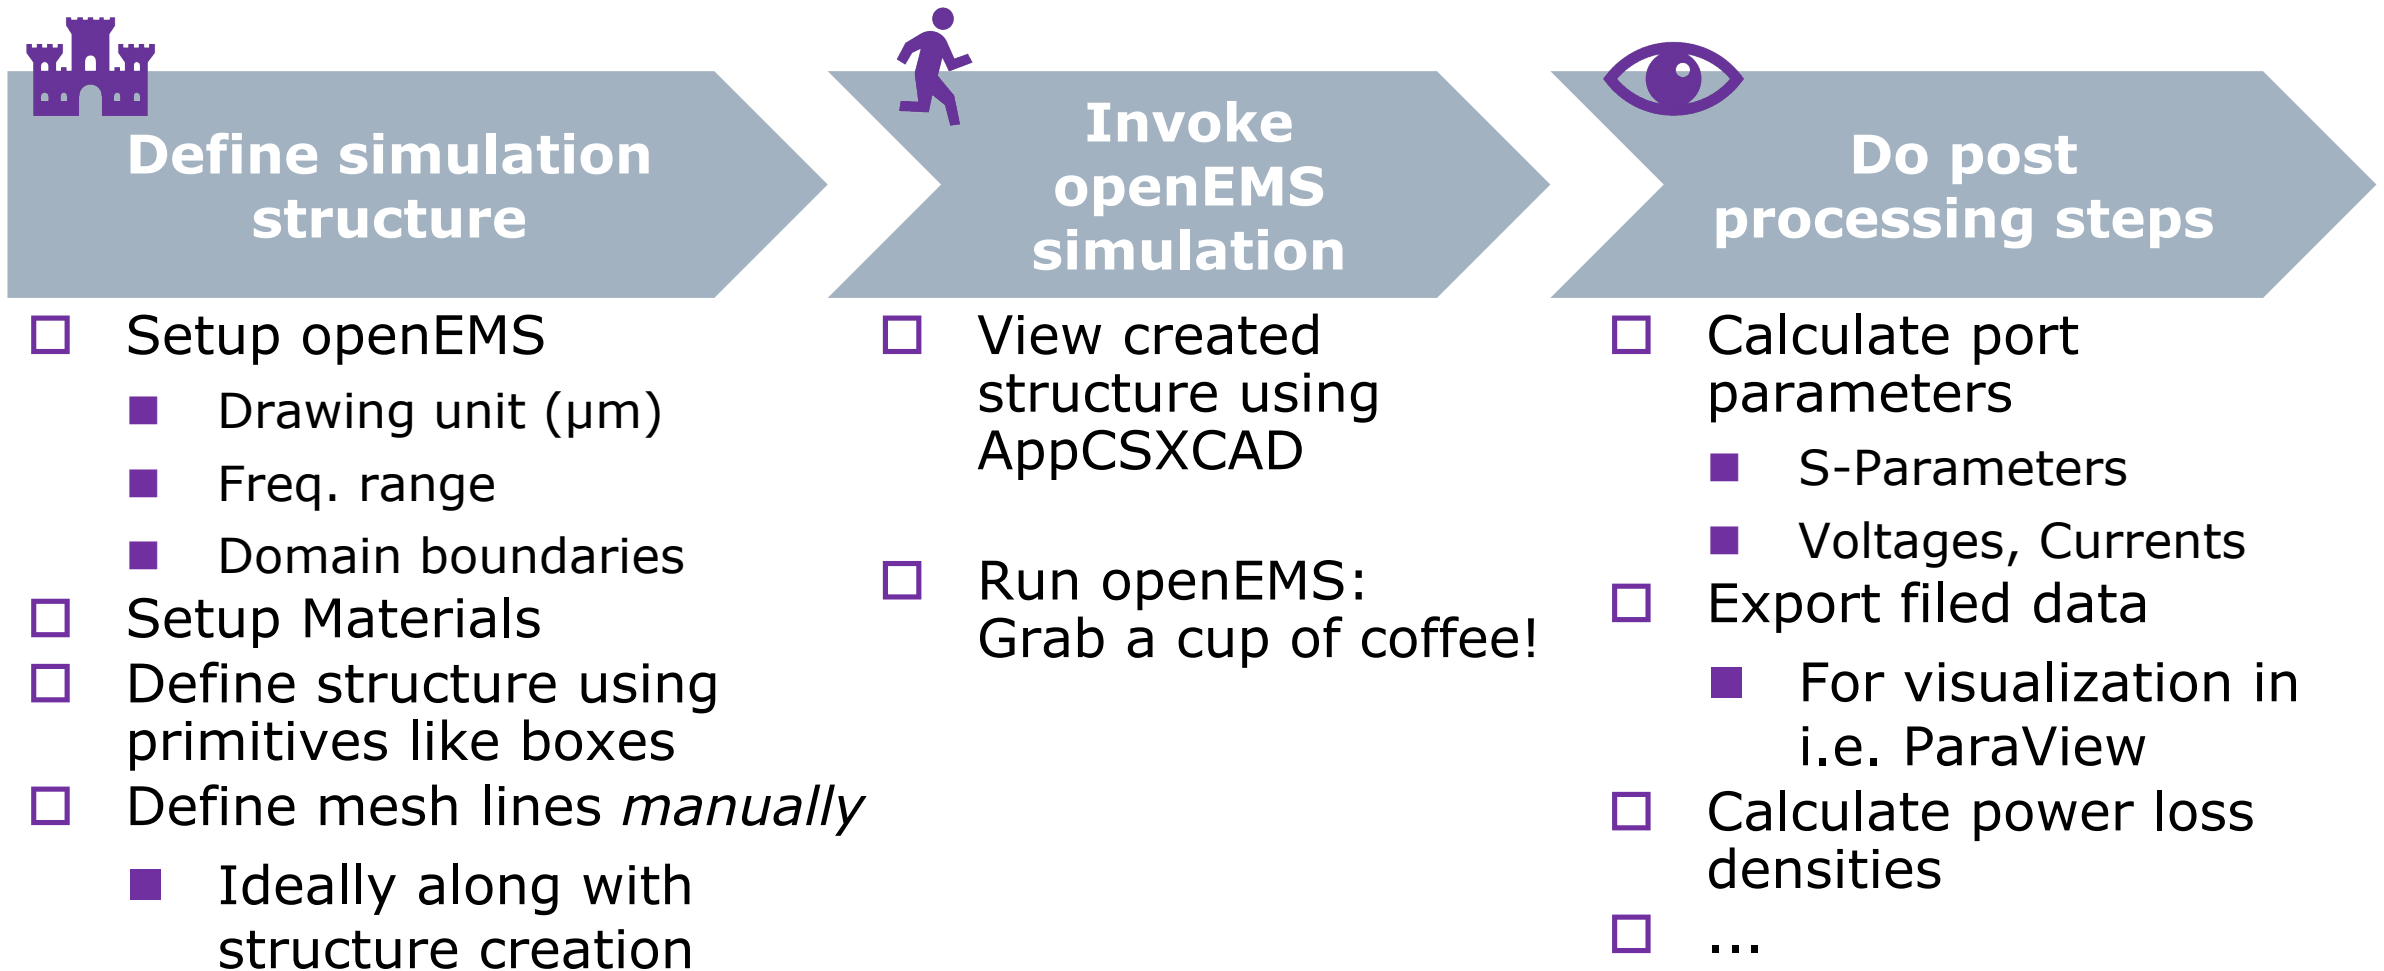 Define simulation
structure
Setup openEMS
Drawing unit (µm)
Freq. range
Domain boundaries
Setup Materials
Define structure using
primitives like boxes
Define mesh lines manually
Ideally along with
structure creation
Invoke
openEMS
simulation
View created
structure using
AppCSXCAD
Run openEMS:
Grab a cup of coffee!
Do post
processing steps
Calculate port
parameters
S-Parameters
Voltages, Currents
Export filed data
For visualization in
i.e. ParaView
Calculate power loss
densities
...